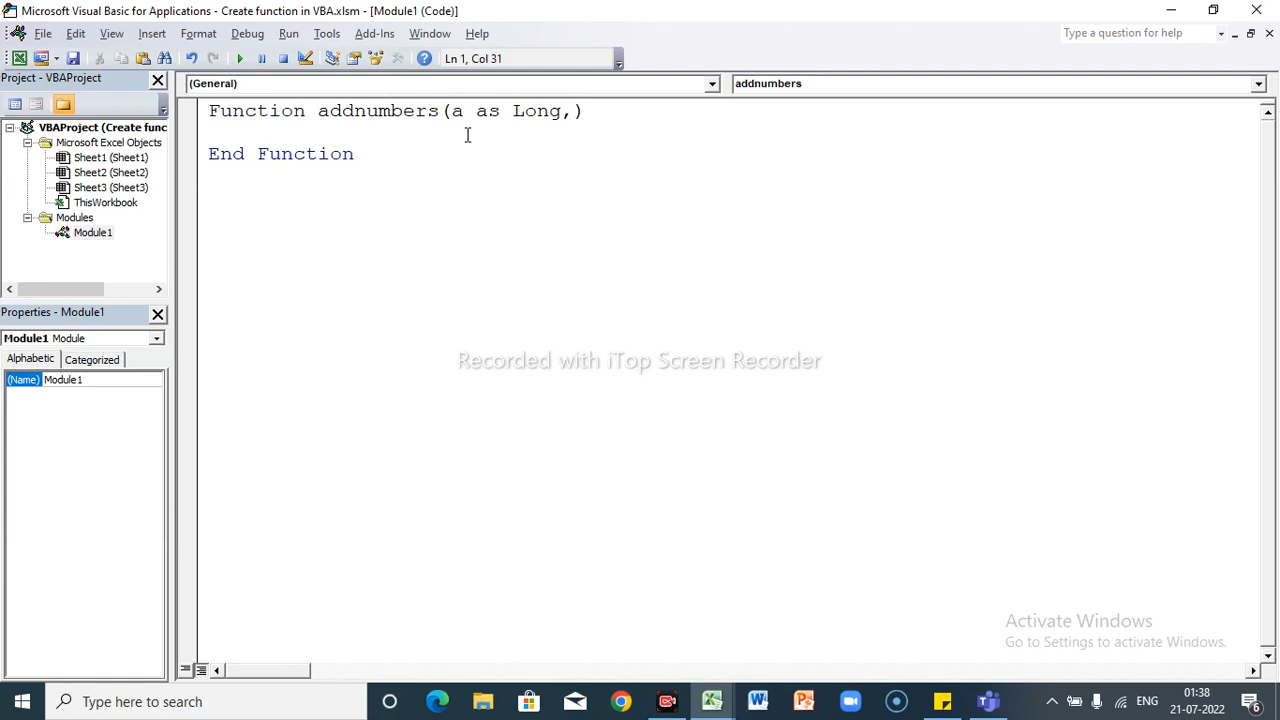 Microsoft Visual Basic for Applications - Create function in VBA.xlsm - [Module1 (Code)]
File Edit View Insert Format Debug Run Tools Add-Ins Window Help
Type a question for help
Ln 1, Col 31
Project - VBAProject
(General)
addnumbers
VBAProject (Create func
Microsoft Excel Objects
Sheet1 (Sheet1)
Sheet2 (Sheet2)
Sheet3 (Sheet3)
ThisWorkbook
Modules
Module1
Function addnumbers(a as Long,)
End Function
Properties - Module1
Module1 Module
Alphabetic Categorized
(Name) Module1
Recorded with iTop Screen Recorder
Activate Windows
Go to Settings to activate Windows.
Type here to search
ENG
01:38
21-07-2022
6